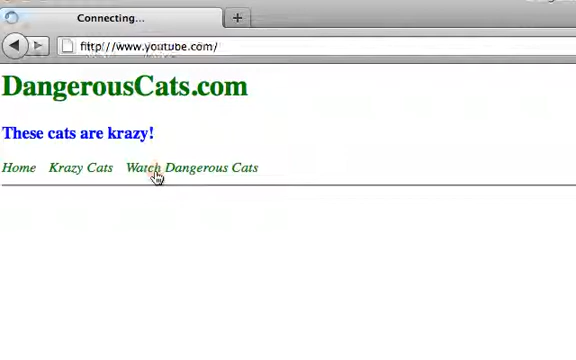 Connecting...
http://www.youtube.com/
DangerousCats.com
These cats are krazy!
Home Krazy Cats Watch Dangerous Cats